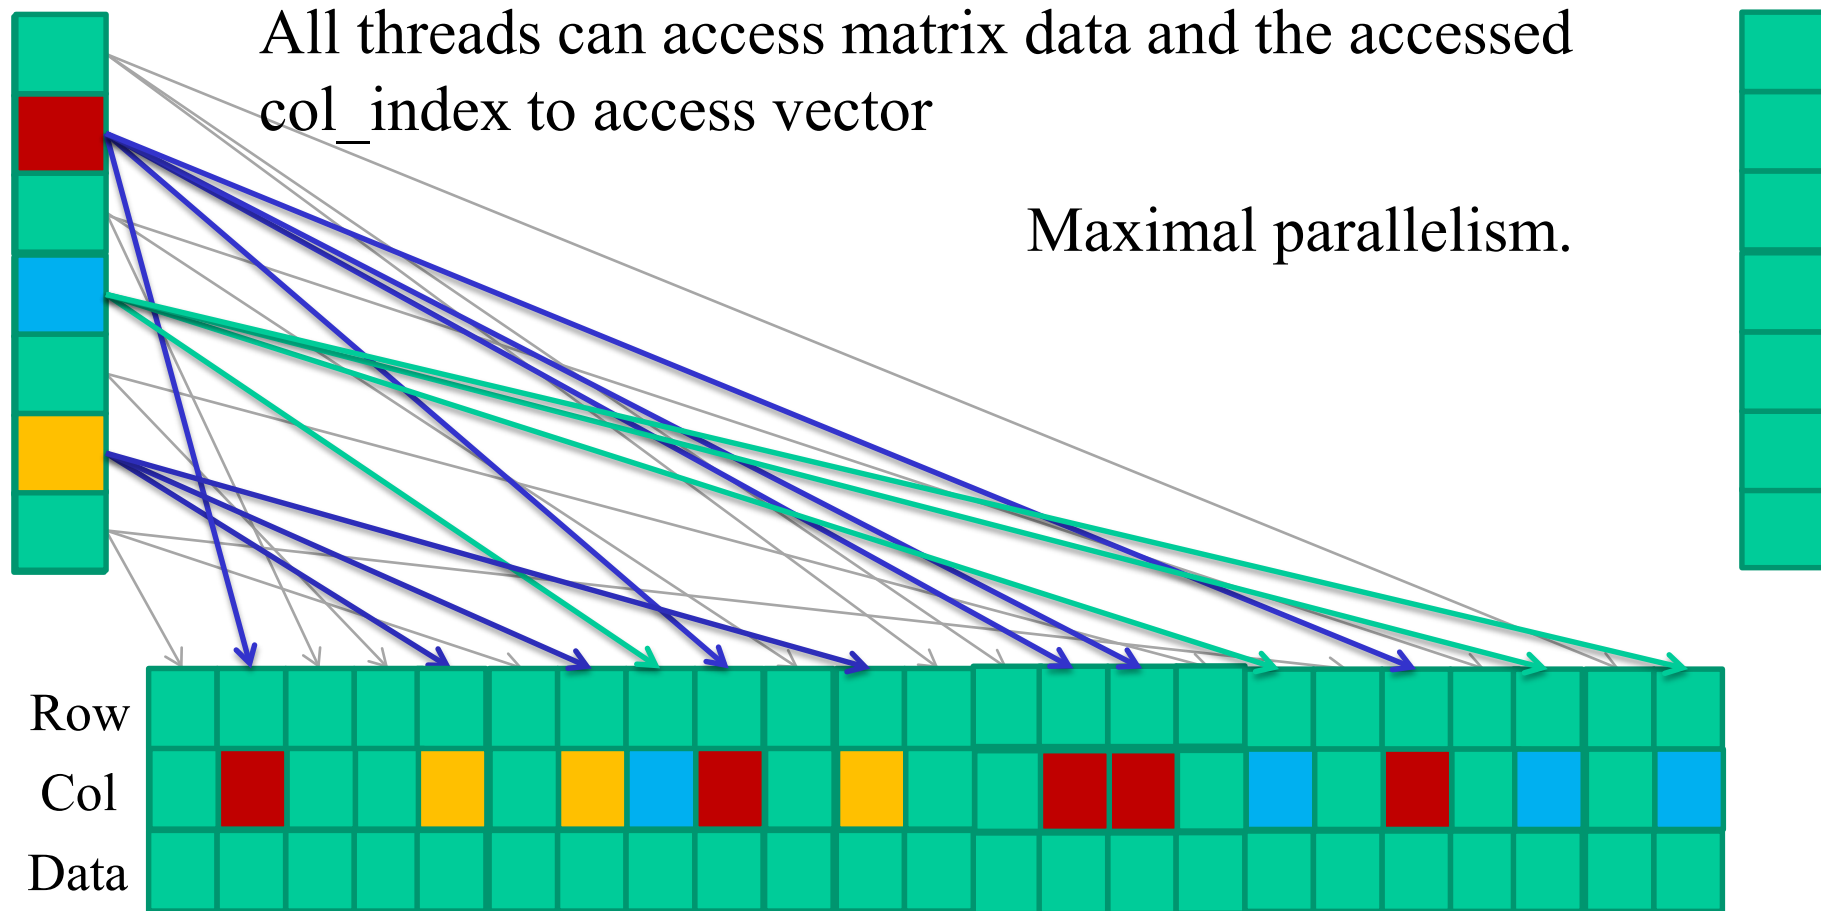 All threads can access matrix data and the accessed
col_index to access vector
Maximal parallelism.
Row
Col
Data